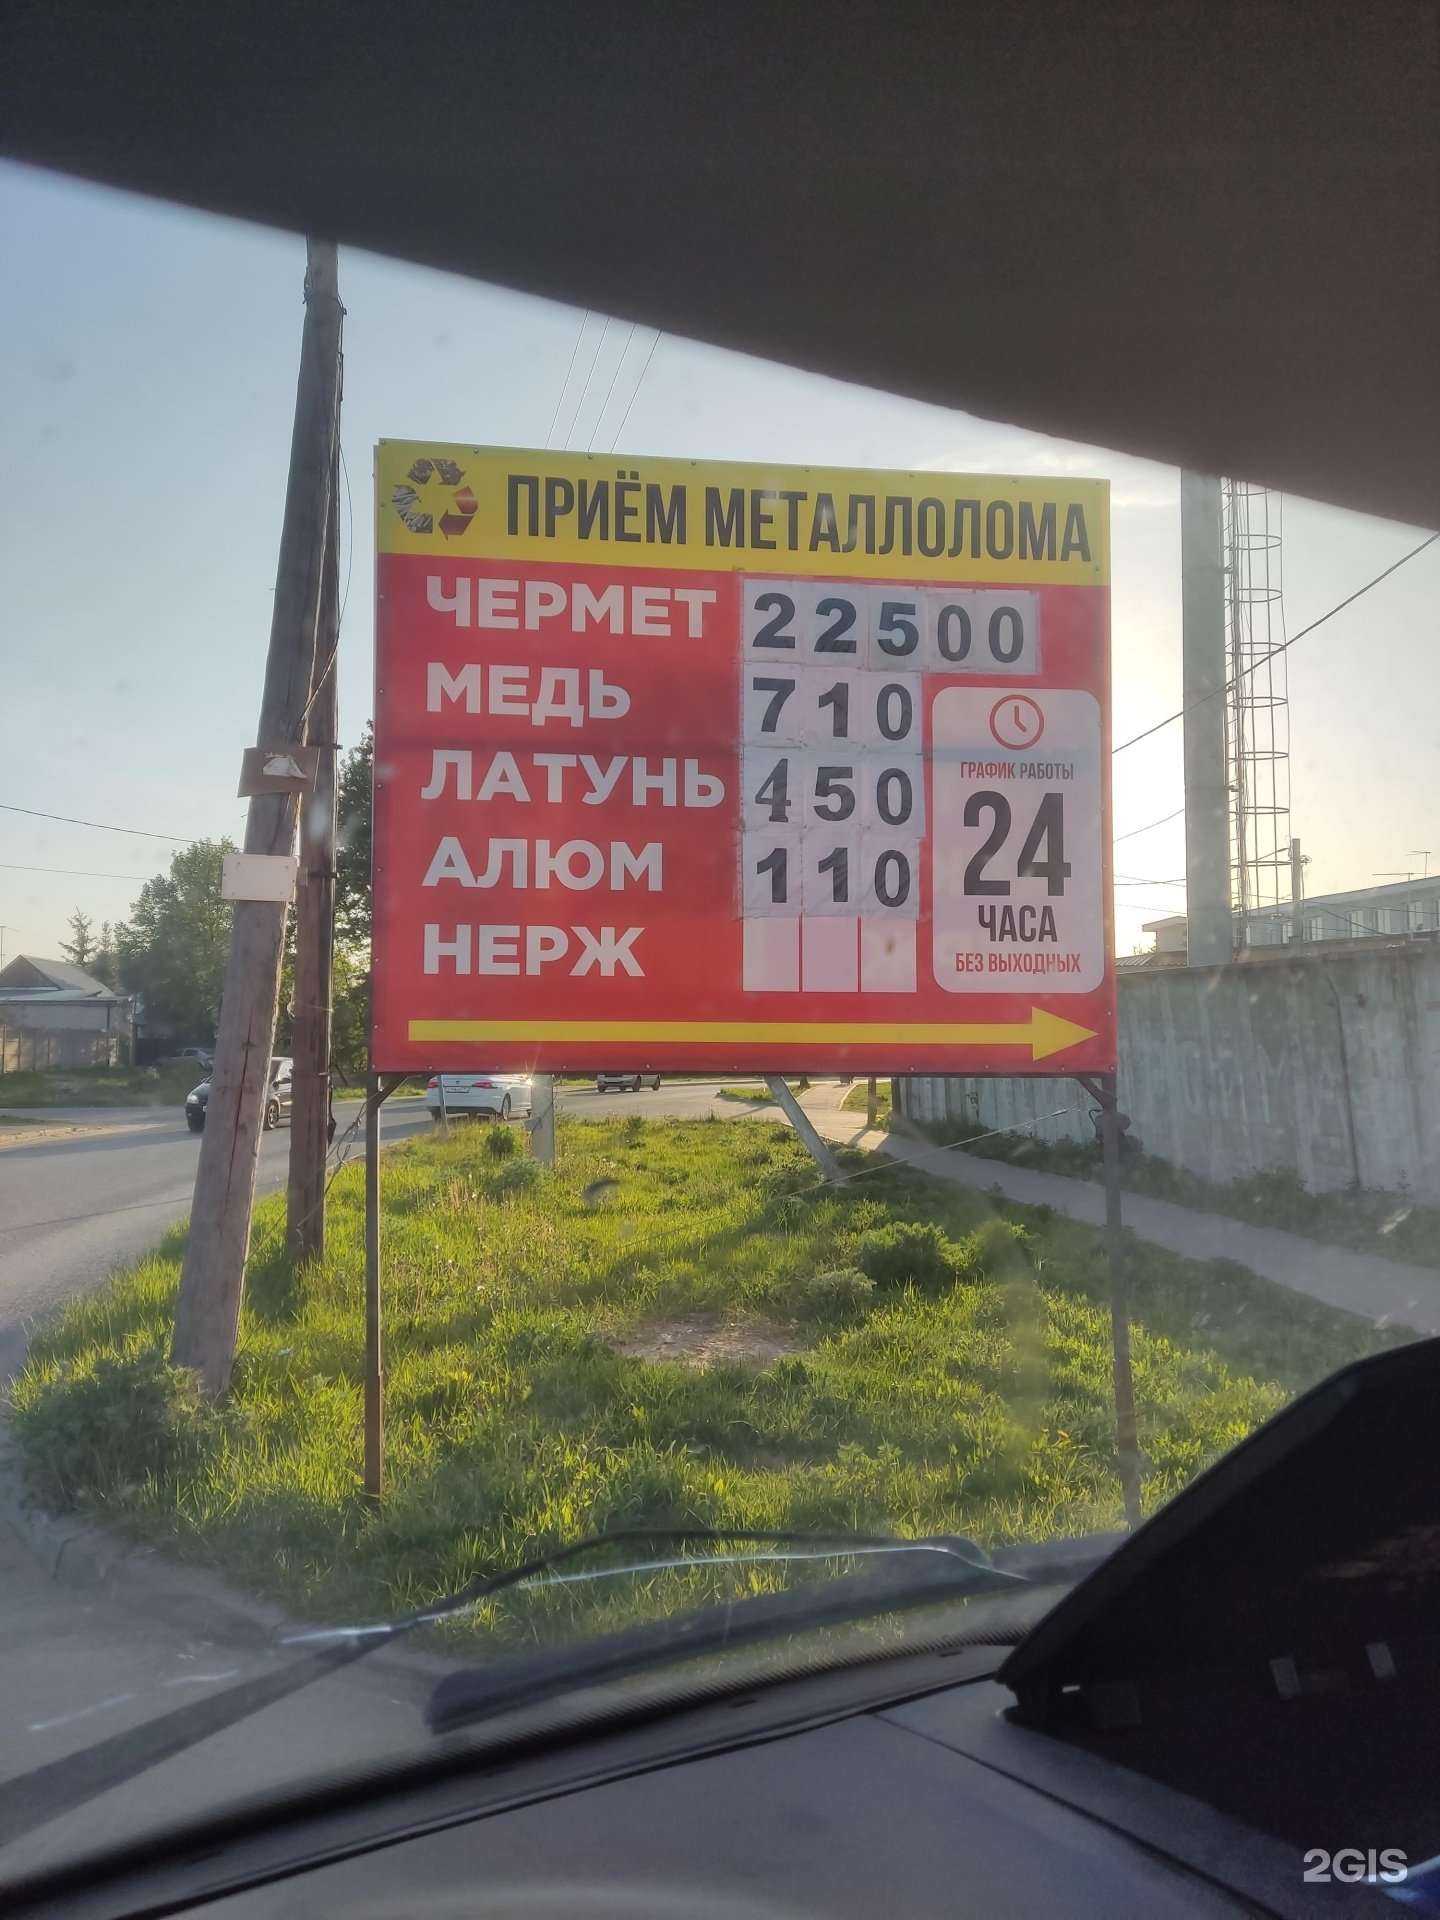 ПРИЁМ МЕТАЛЛОЛОМА
ЧЕРМЕТ 22500
МЕДЬ 710
ЛАТУНЬ 450
АЛЮМ 110
НЕРЖ
ГРАФИК РАБОТЫ
24
ЧАСА
БЕЗ ВЫХОДНЫХ
2GIS